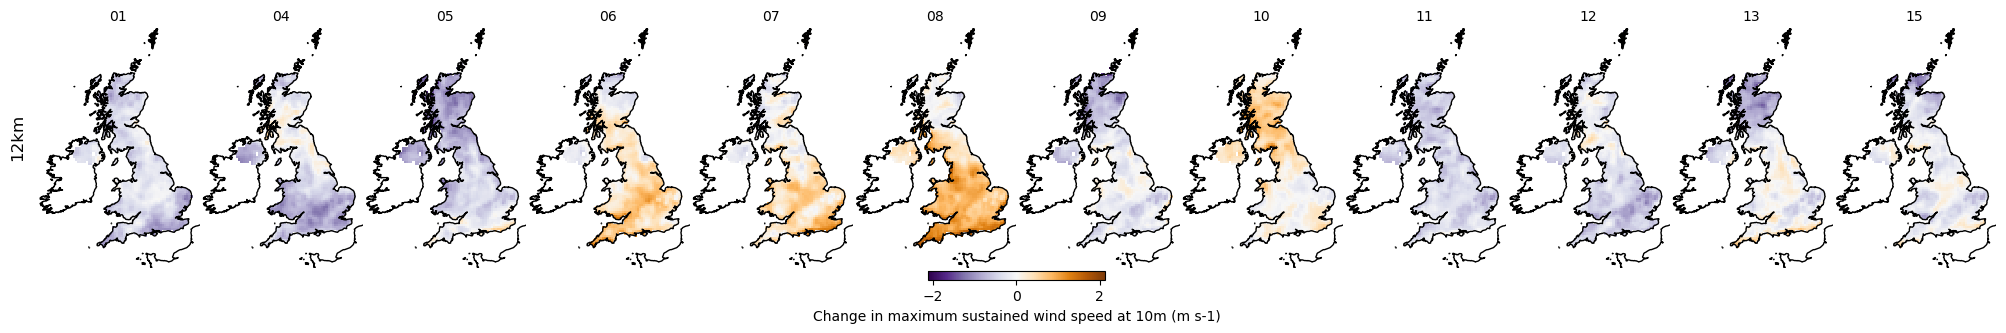 01 04 05 06 07 08 09 10 11 12 13 15
12km
−2 0 2
Change in maximum sustained wind speed at 10m (m s-1)